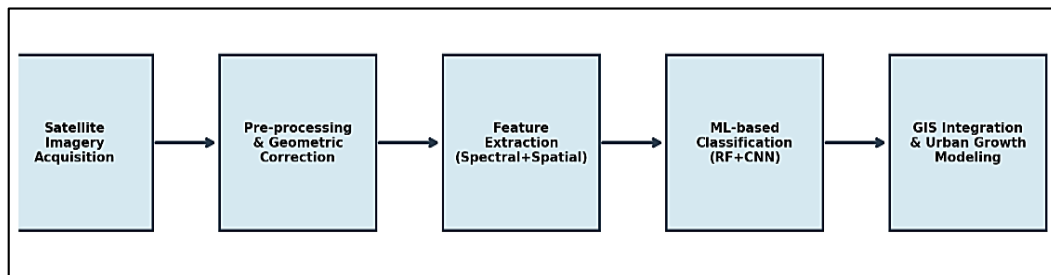 Satellite
Imagery
Acquisition
Pre-processing
& Geometric
Correction
Feature
Extraction
(Spectral+Spatial)
ML-based
Classification
(RF+CNN)
GIS Integration
& Urban Growth
Modeling